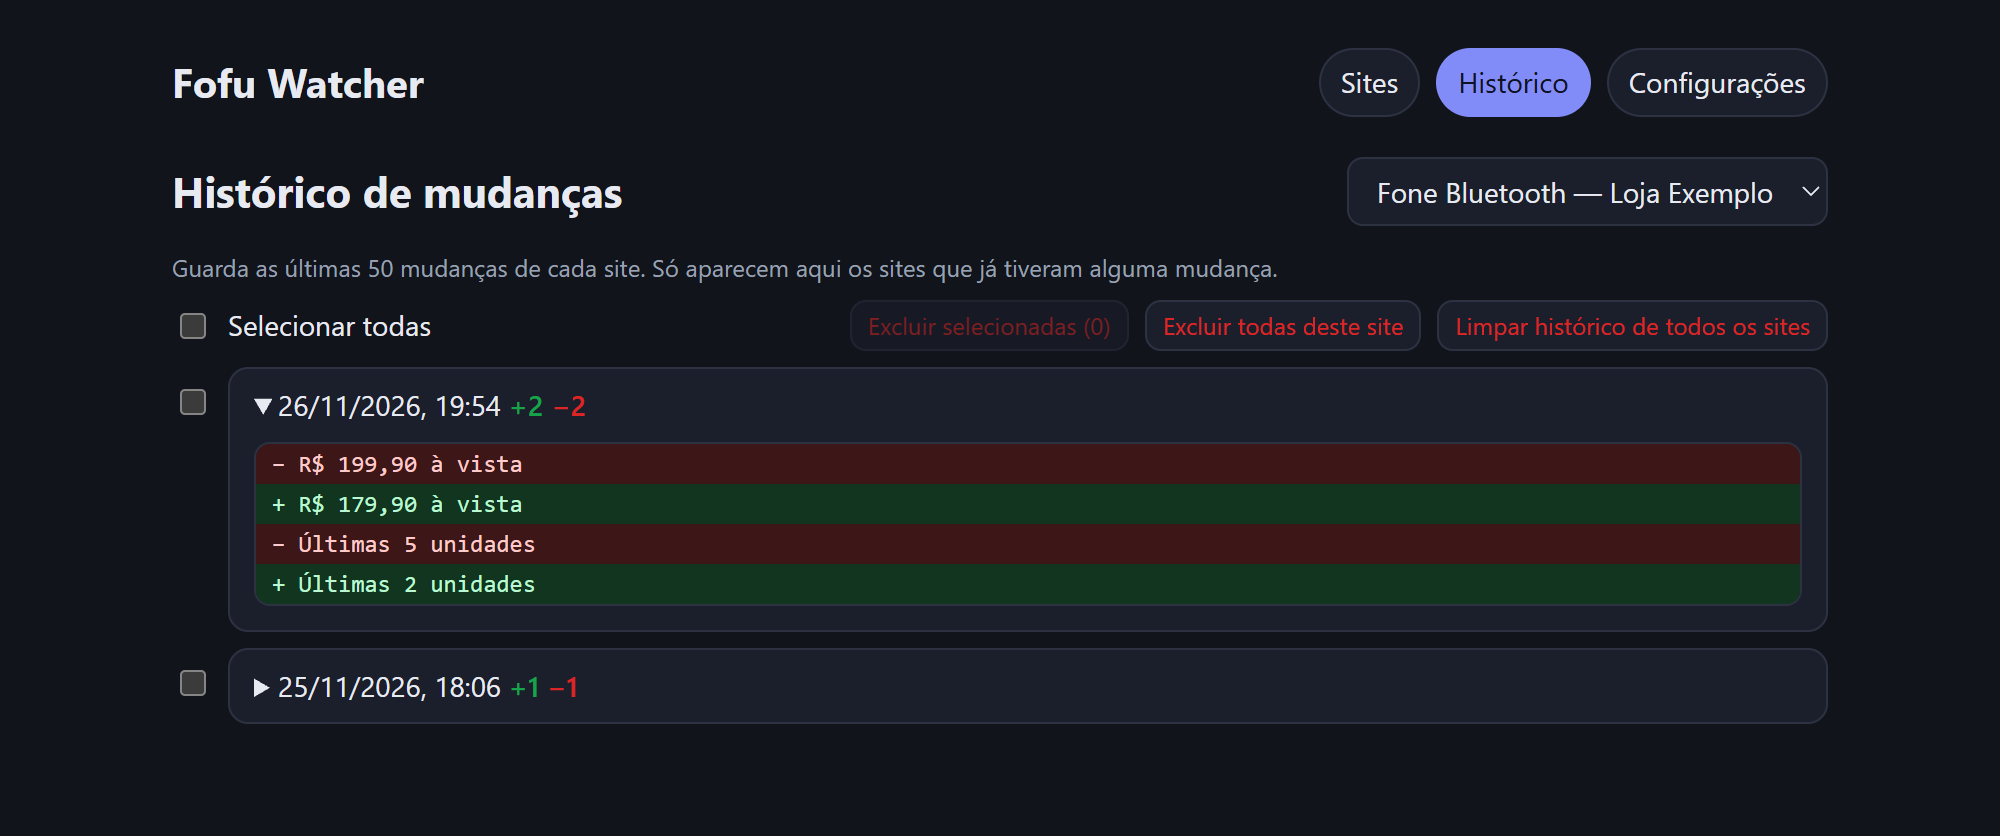 Fofu Watcher
Sites
Histórico
Configurações
Histórico de mudanças
Fone Bluetooth — Loja Exemplo
Guarda as últimas 50 mudanças de cada site. Só aparecem aqui os sites que já tiveram alguma mudança.
Selecionar todas
Excluir selecionadas (0)
Excluir todas deste site
Limpar histórico de todos os sites
26/11/2026, 19:54 +2 −2
− R$ 199,90 à vista
+ R$ 179,90 à vista
− Últimas 5 unidades
+ Últimas 2 unidades
25/11/2026, 18:06 +1 −1